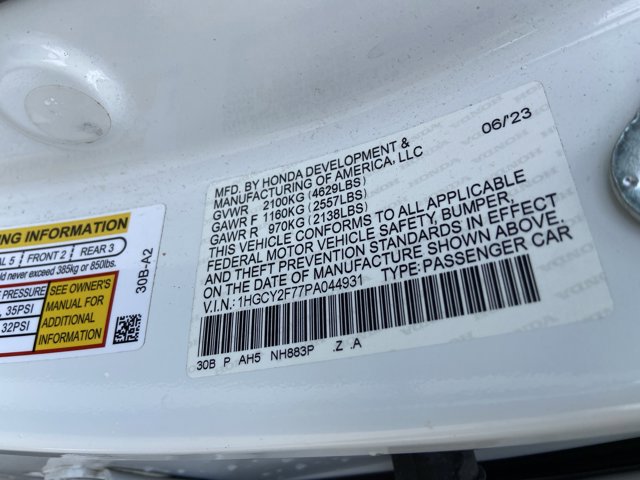 NG INFORMATION
AL 5 | FRONT 2 | REAR 3
ld never exceed 385kg or 850lbs.
PRESSURE
35PSI
32PSI
SEE OWNER'S
MANUAL FOR
ADDITIONAL
INFORMATION
30B-A2
06/'23
MFD. BY HONDA DEVELOPMENT &
MANUFACTURING OF AMERICA, LLC
GVWR 2100KG (4629LBS)
GAWR F 1160KG (2557LBS)
GAWR R 970KG (2138LBS)
THIS VEHICLE CONFORMS TO ALL APPLICABLE
FEDERAL MOTOR VEHICLE SAFETY, BUMPER,
AND THEFT PREVENTION STANDARDS IN EFFECT
ON THE DATE OF MANUFACTURE SHOWN ABOVE.
V.I.N.: 1HGCY2F77PA044931 TYPE: PASSENGER CAR
30B P AH5 NH883P .Z .A